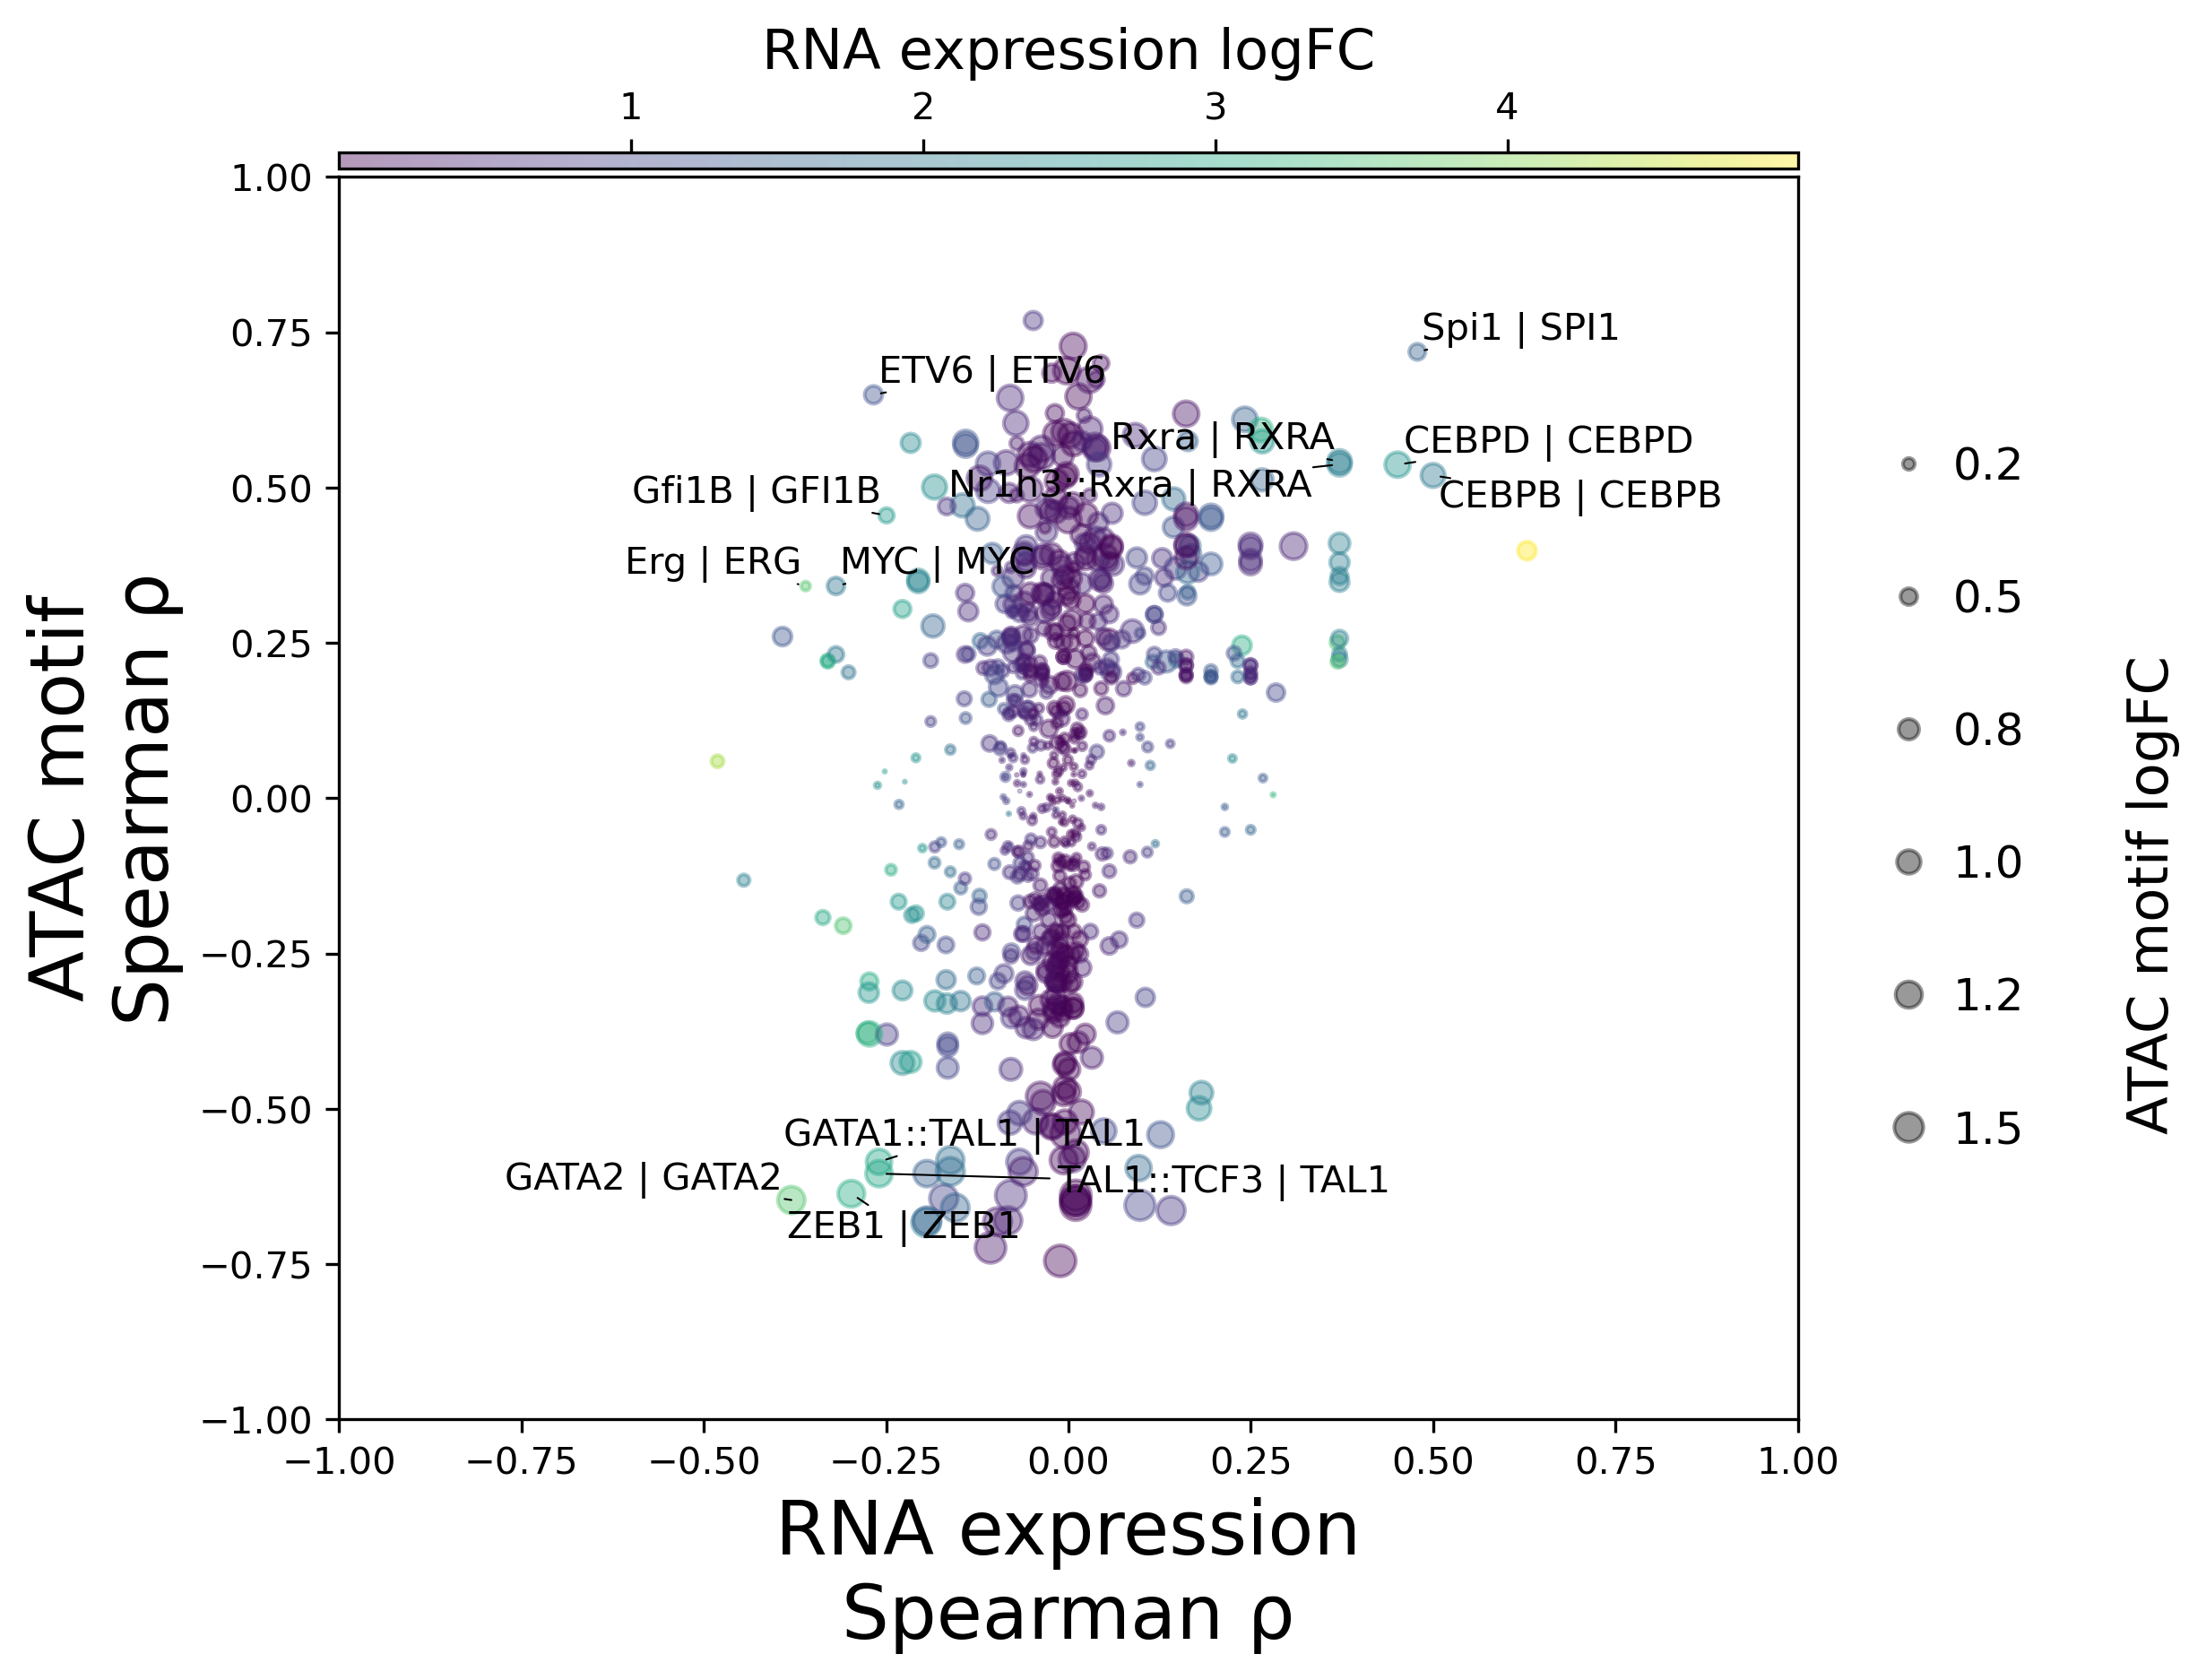 RNA expression logFC
1 2 3 4
1.00
0.75
0.50
0.25
0.00
−0.25
−0.50
−0.75
−1.00
ATAC motif
Spearman ρ
Spi1 | SPI1
ETV6 | ETV6
Rxra | RXRA
CEBPD | CEBPD
Nr1h3::Rxra | RXRA
Gfi1B | GFI1B
CEBPB | CEBPB
Erg | ERG
MYC | MYC
GATA1::TAL1 | TAL1
GATA2 | GATA2
TAL1::TCF3 | TAL1
ZEB1 | ZEB1
−1.00 −0.75 −0.50 −0.25 0.00 0.25 0.50 0.75 1.00
RNA expression
Spearman ρ
0.2
0.5
0.8
1.0
1.2
1.5
ATAC motif logFC